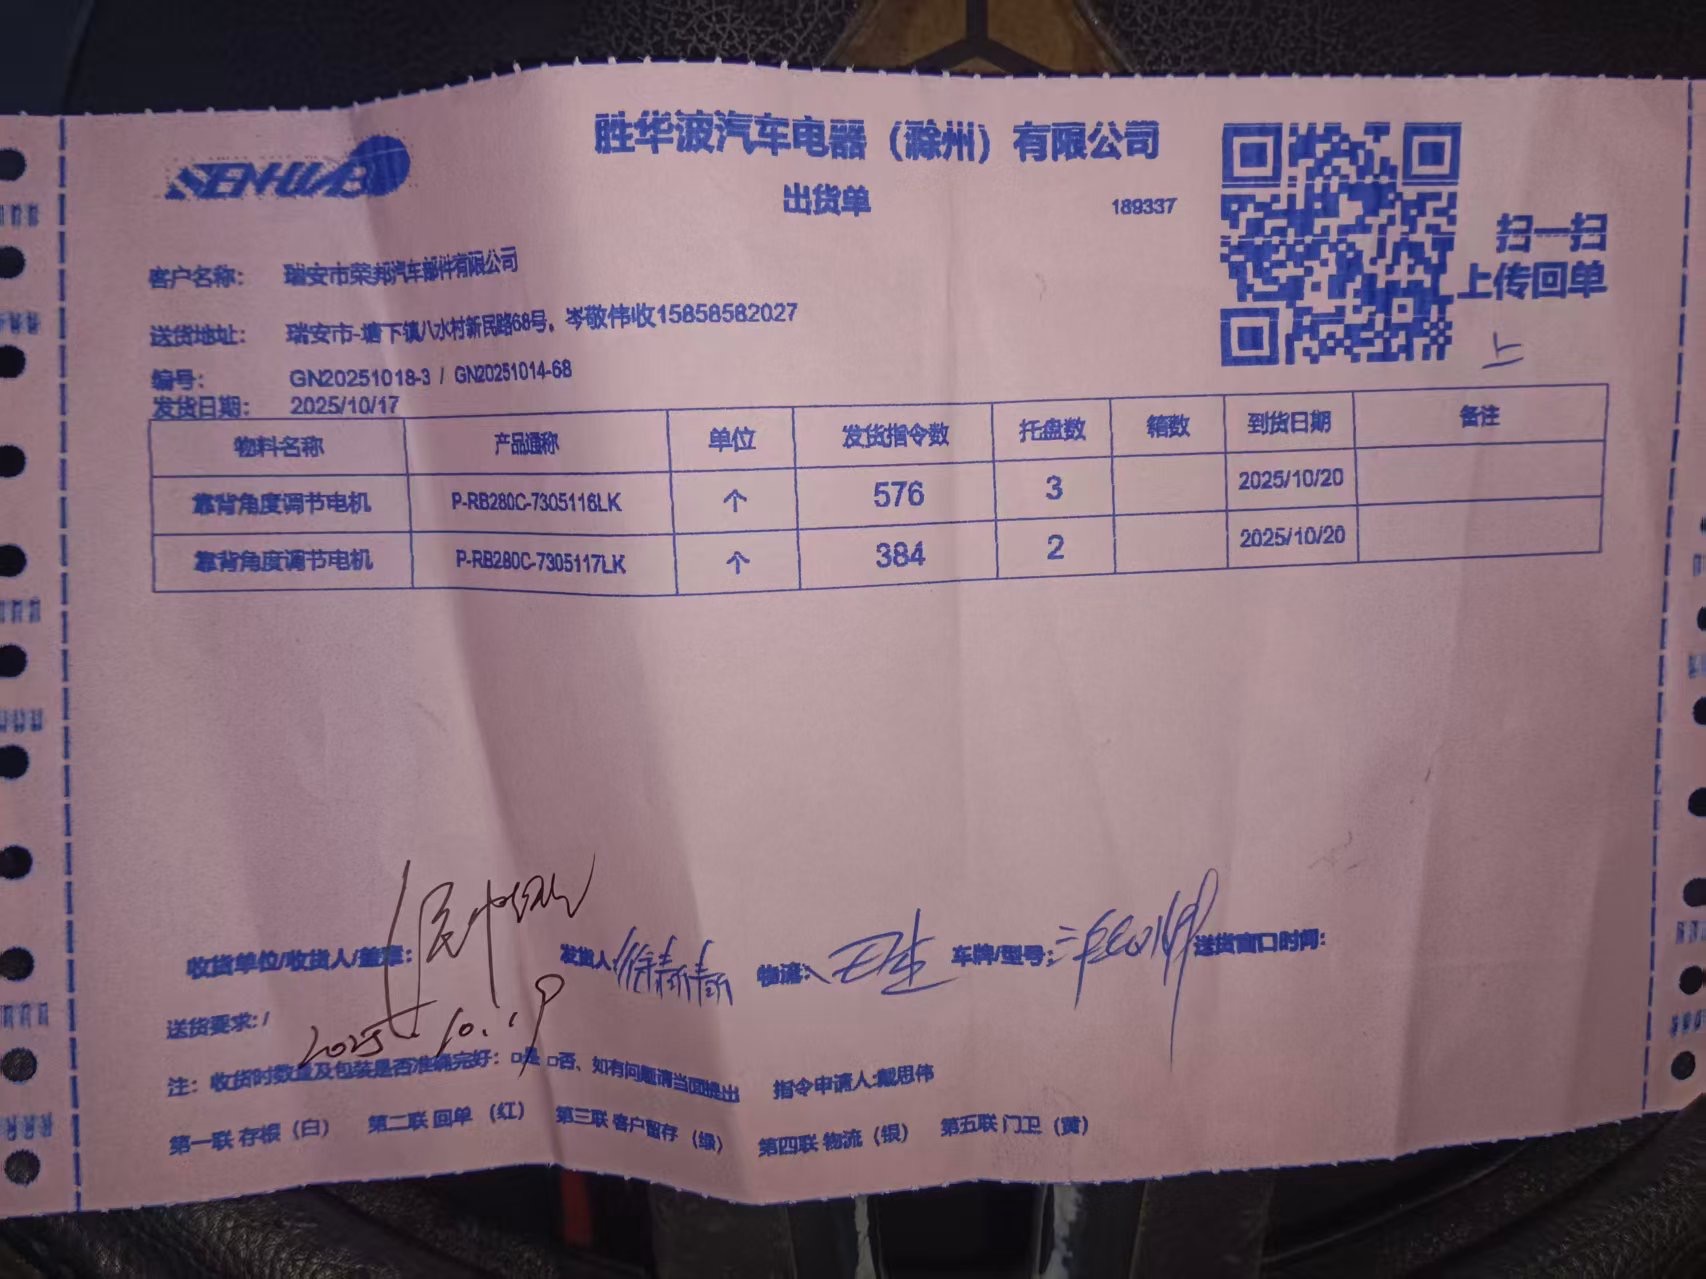 SENHUABO
胜华波汽车电器（滁州）有限公司
出货单
189337
扫一扫
上传回单
上
客户名称： 瑞安市荣邦汽车部件有限公司
送货地址： 瑞安市-塘下镇八水村新民路68号，岑敬伟收15858582027
编号： GN20251018-3 / GN20251014-68
发货日期： 2025/10/17
物料名称 产品通称 单位 发货指令数 托盘数 箱数 到货日期 备注
靠背角度调节电机 P-RB280C-7305116LK 个 576 3 2025/10/20
靠背角度调节电机 P-RB280C-7305117LK 个 384 2 2025/10/20
收货单位/收货人/盖章： 发货人： 徐倩倩 物流： 卫生 车牌/型号： 送货窗口时间：
2025.10.19
送货要求：/
注： 收货时数量及包装是否准确完好：□是 □否、如有问题请当面提出 指令申请人:戴思伟
第一联 存根（白） 第二联 回单（红） 第三联 客户留存（绿） 第四联 物流（银） 第五联 门卫（黄）